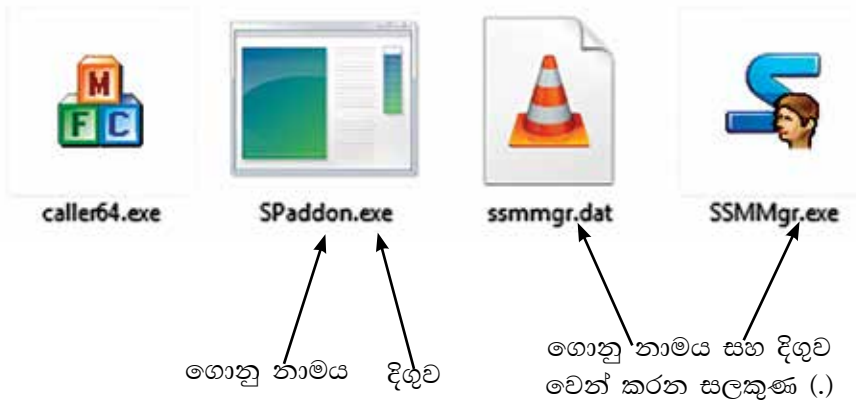 M
F C
caller64.exe SPaddon.exe ssmmgr.dat SSMMgr.exe
ගොනු නාමය දිගුව
ගොනු නාමය සහ දිගුව
වෙන් කරන සලකුණ (.)